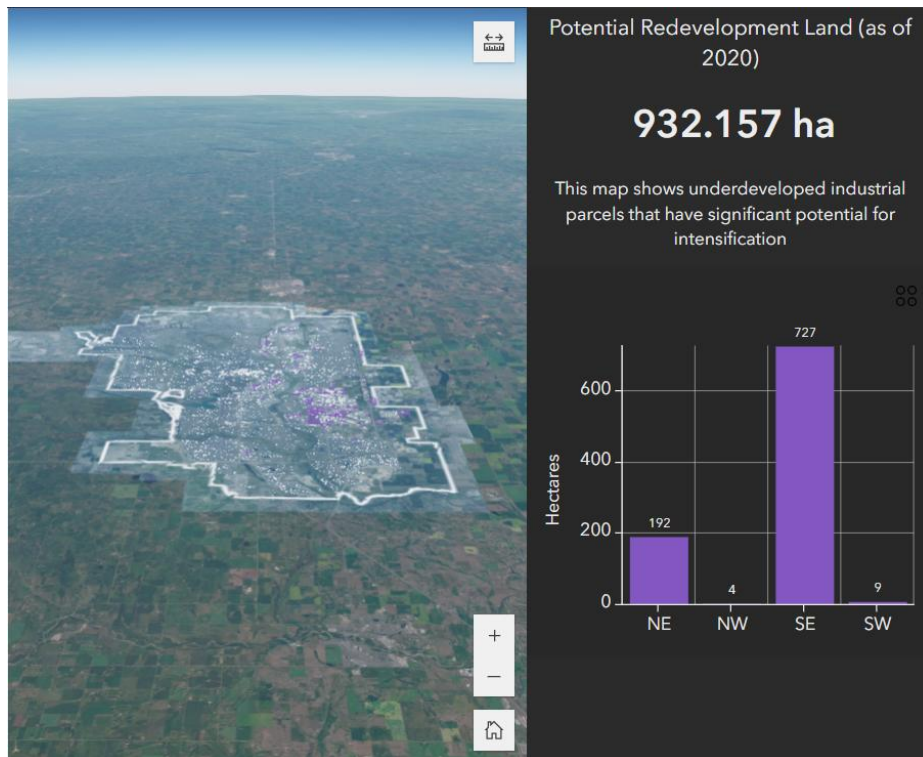 Potential Redevelopment Land (as of
2020)
932.157 ha
This map shows underdeveloped industrial
parcels that have significant potential for
intensification
727
600
400
Hectares
200
192
4
9
0
NE
NW
SE
SW
+
−